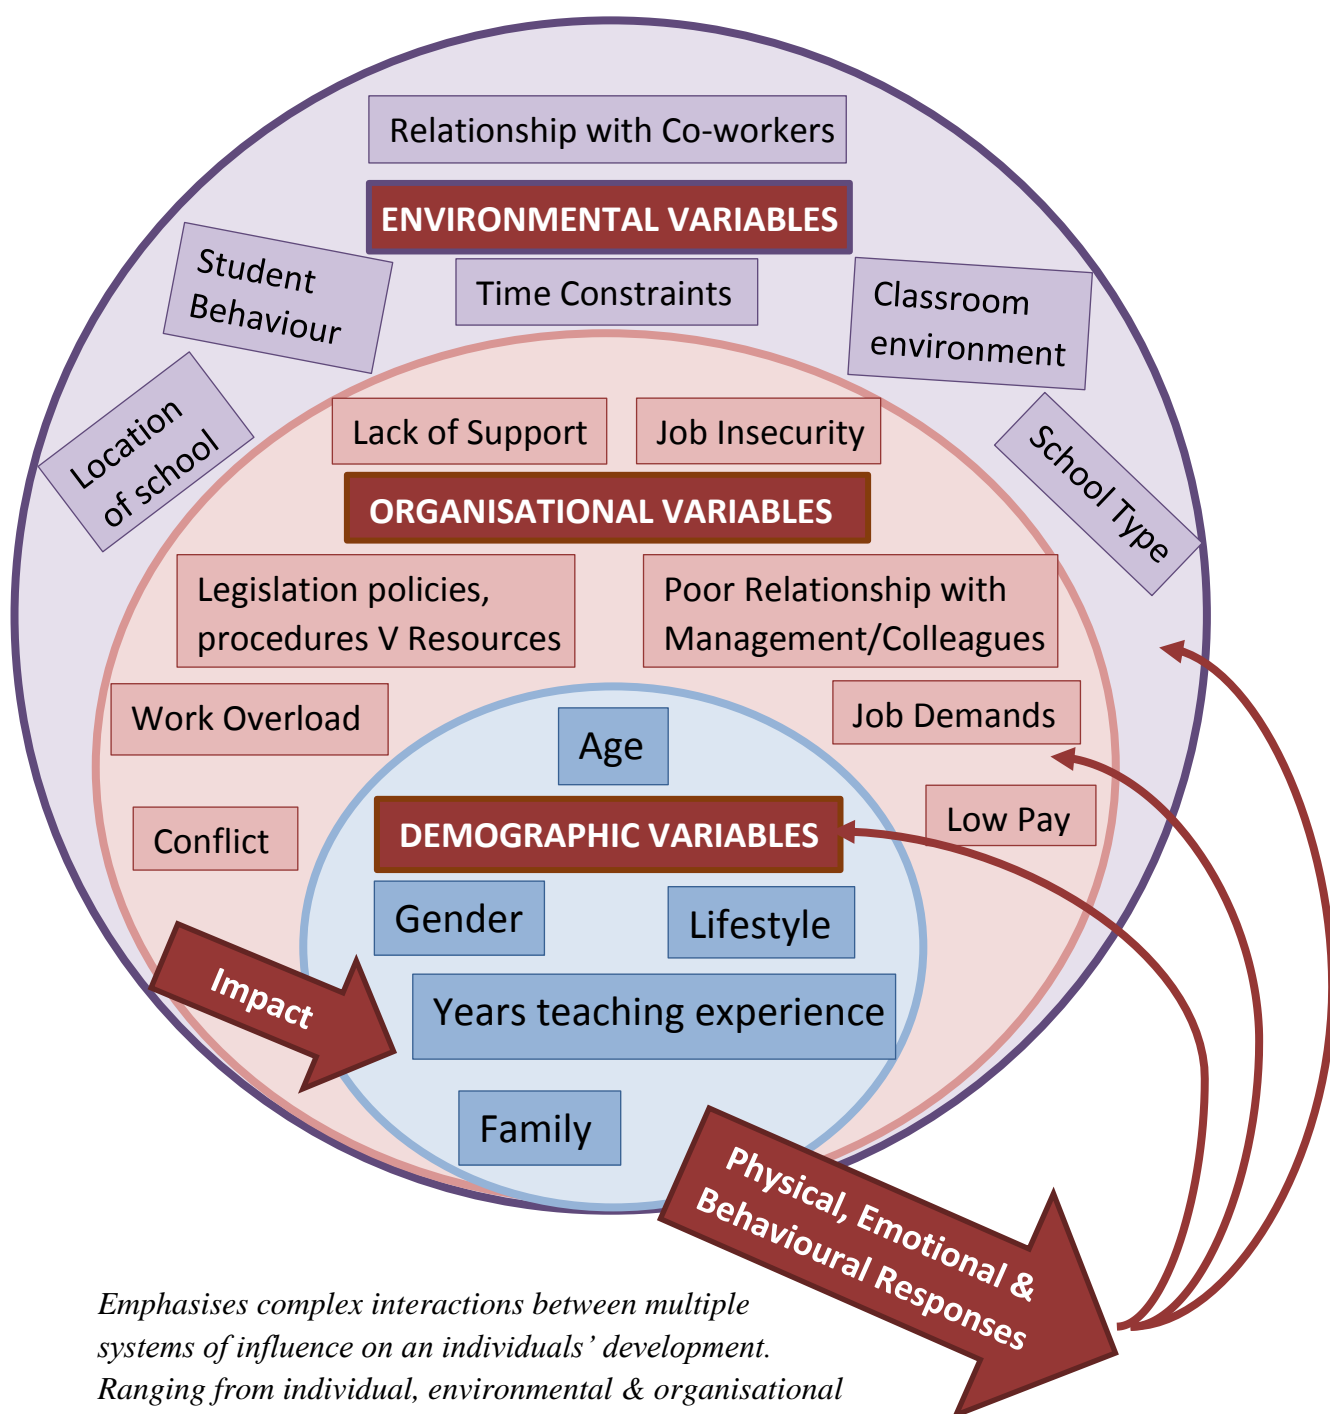 Relationship with Co-workers
ENVIRONMENTAL VARIABLES
Student
Behaviour
Time Constraints
Classroom
environment
Location
of school
School Type
Lack of Support
Job Insecurity
ORGANISATIONAL VARIABLES
Legislation policies,
procedures V Resources
Poor Relationship with
Management/Colleagues
Work Overload
Job Demands
Age
Conflict
DEMOGRAPHIC VARIABLES
Low Pay
Gender
Lifestyle
Impact
Years teaching experience
Family
Physical, Emotional &
Behavioural Responses
Emphasises complex interactions between multiple
systems of influence on an individuals’ development.
Ranging from individual, environmental & organisational